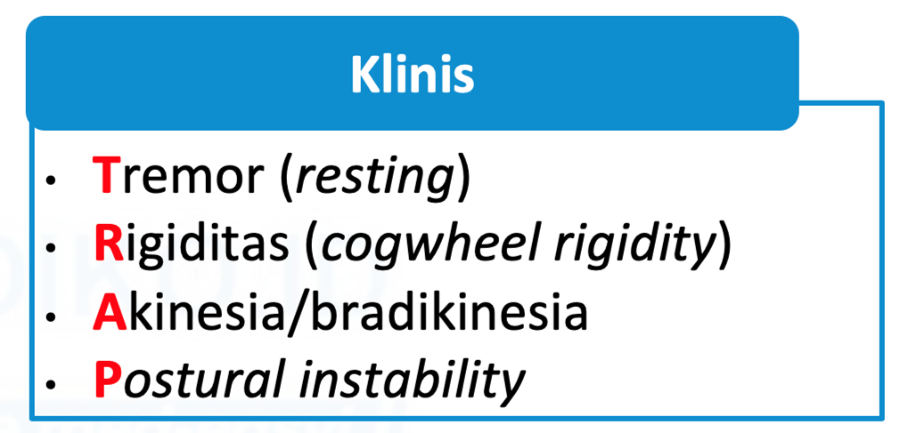 Klinis
• Tremor (resting)
• Rigiditas (cogwheel rigidity)
• Akinesia/bradikinesia
• Postural instability